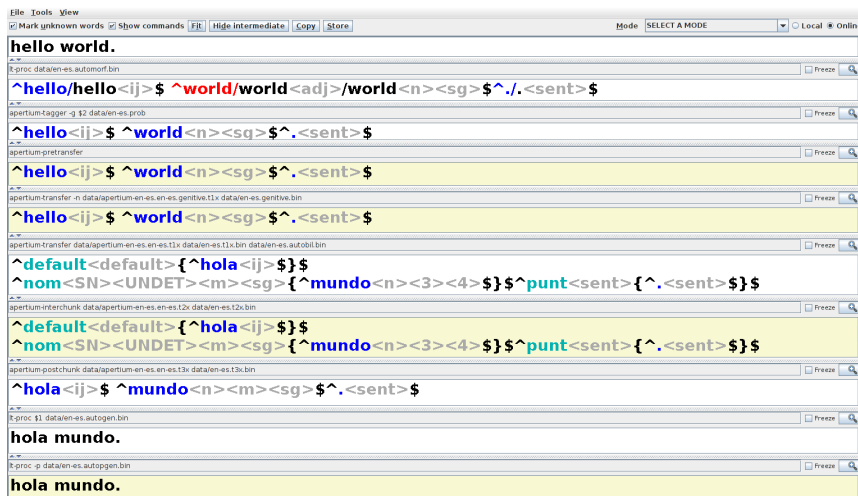 File Tools View
Mark unknown words Show commands Fit Hide intermediate Copy Store Mode SELECT A MODE Local Onlin
hello world.
lt-proc data/en-es.automorf.bin Freeze
^hello/hello<ij>$ ^world/world<adj>/world<n><sg>$^./.<sent>$
apertium-tagger -g $2 data/en-es.prob Freeze
^hello<ij>$ ^world<n><sg>$^.<sent>$
apertium-pretransfer Freeze
^hello<ij>$ ^world<n><sg>$^.<sent>$
apertium-transfer -n data/apertium-en-es.en-es.genitive.t1x data/en-es.genitive.bin Freeze
^hello<ij>$ ^world<n><sg>$^.<sent>$
apertium-transfer data/apertium-en-es.en-es.t1x data/en-es.t1x.bin data/en-es.autobil.bin Freeze
^default<default>{^hola<ij>$}$
^nom<SN><UNDET><m><sg>{^mundo<n><3><4>$}$^punt<sent>{^.<sent>$}$
apertium-interchunk data/apertium-en-es.en-es.t2x data/en-es.t2x.bin Freeze
^default<default>{^hola<ij>$}$
^nom<SN><UNDET><m><sg>{^mundo<n><3><4>$}$^punt<sent>{^.<sent>$}$
apertium-postchunk data/apertium-en-es.en-es.t3x data/en-es.t3x.bin Freeze
^hola<ij>$ ^mundo<n><m><sg>$^.<sent>$
lt-proc $1 data/en-es.autogen.bin Freeze
hola mundo.
lt-proc -p data/en-es.autopgen.bin Freeze
hola mundo.